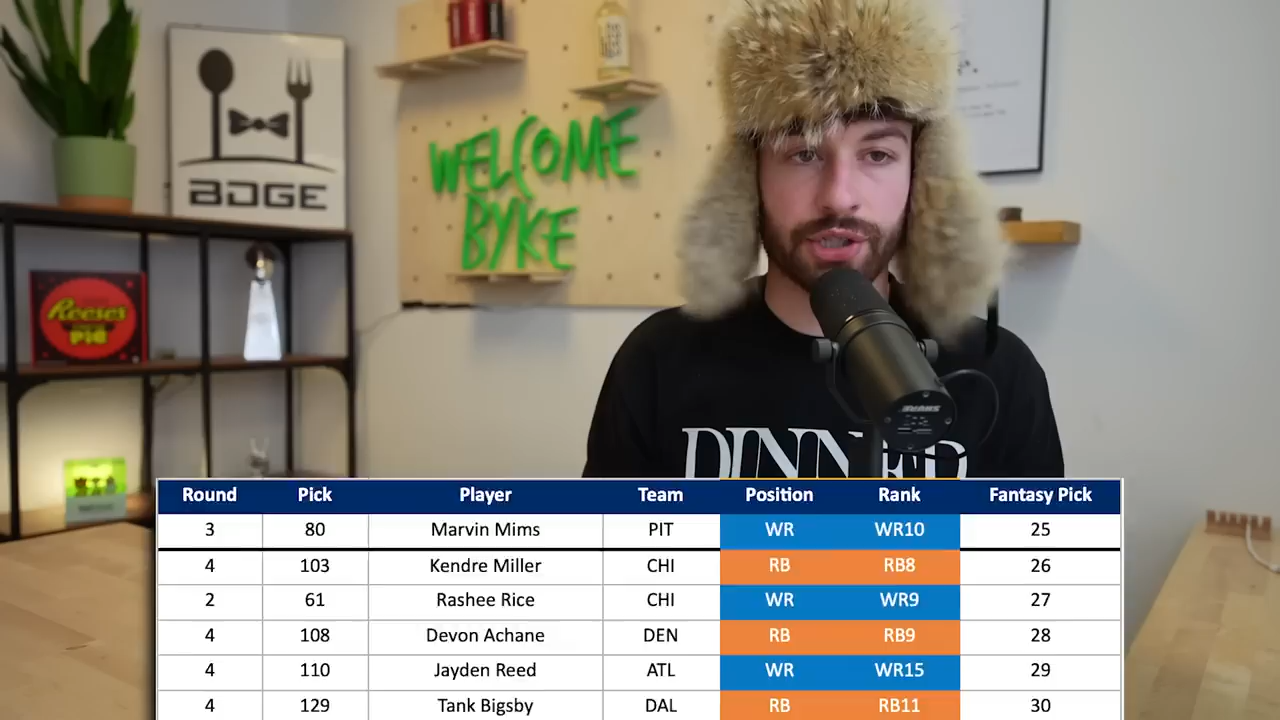 WELCOME
BYKE
BDGE
Reese's
PIE
SHURE
DINNER
Round Pick Player Team Position Rank Fantasy Pick
3 80 Marvin Mims PIT WR WR10 25
4 103 Kendre Miller CHI RB RB8 26
2 61 Rashee Rice CHI WR WR9 27
4 108 Devon Achane DEN RB RB9 28
4 110 Jayden Reed ATL WR WR15 29
4 129 Tank Bigsby DAL RB RB11 30